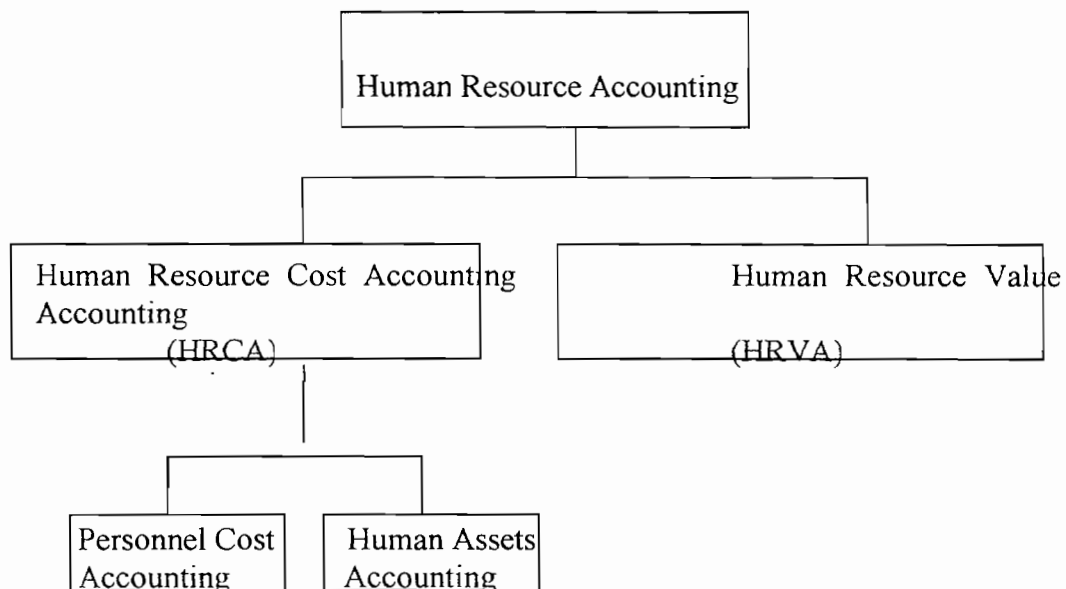 Human Resource Accounting
Human Resource Cost Accounting
Accounting
(HRCA)
Human Resource Value
(HRVA)
Personnel Cost
Accounting
Human Assets
Accounting